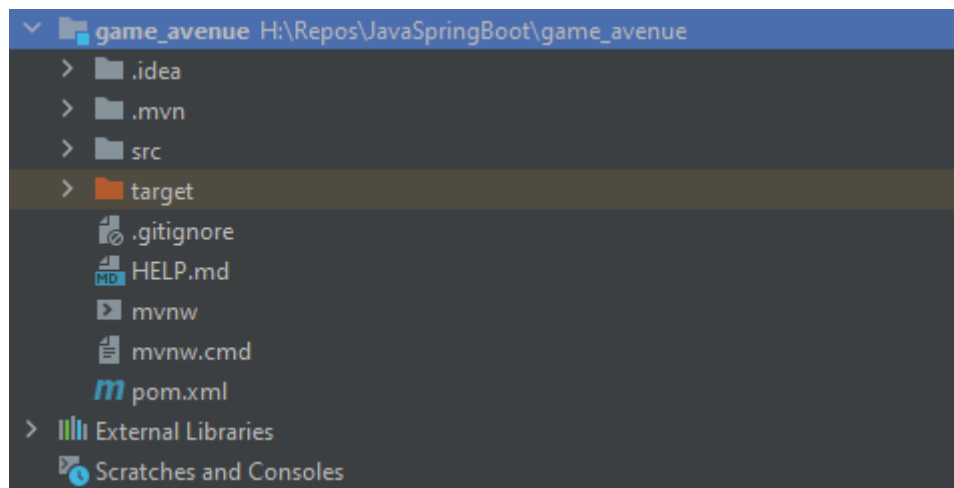 game_avenue H:\Repos\JavaSpringBoot\game_avenue
.idea
.mvn
src
target
.gitignore
MD HELP.md
mvnw
mvnw.cmd
m pom.xml
External Libraries
Scratches and Consoles